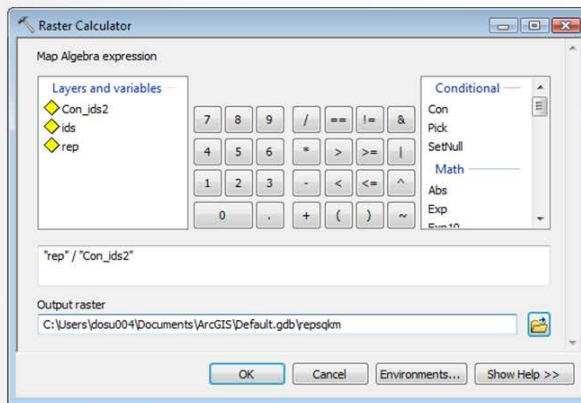 Raster Calculator
Map Algebra expression
Layers and variables
Con_ids2
ids
rep
7 8 9 / == != &
4 5 6 * > >= |
1 2 3 - < <= ^
0 . + ( ) ~
Conditional
Con
Pick
SetNull
Math
Abs
Exp
Exp10
"rep" / "Con_ids2"
Output raster
C:\Users\dosu004\Documents\ArcGIS\Default.gdb\repsqkm
OK Cancel Environments... Show Help >>